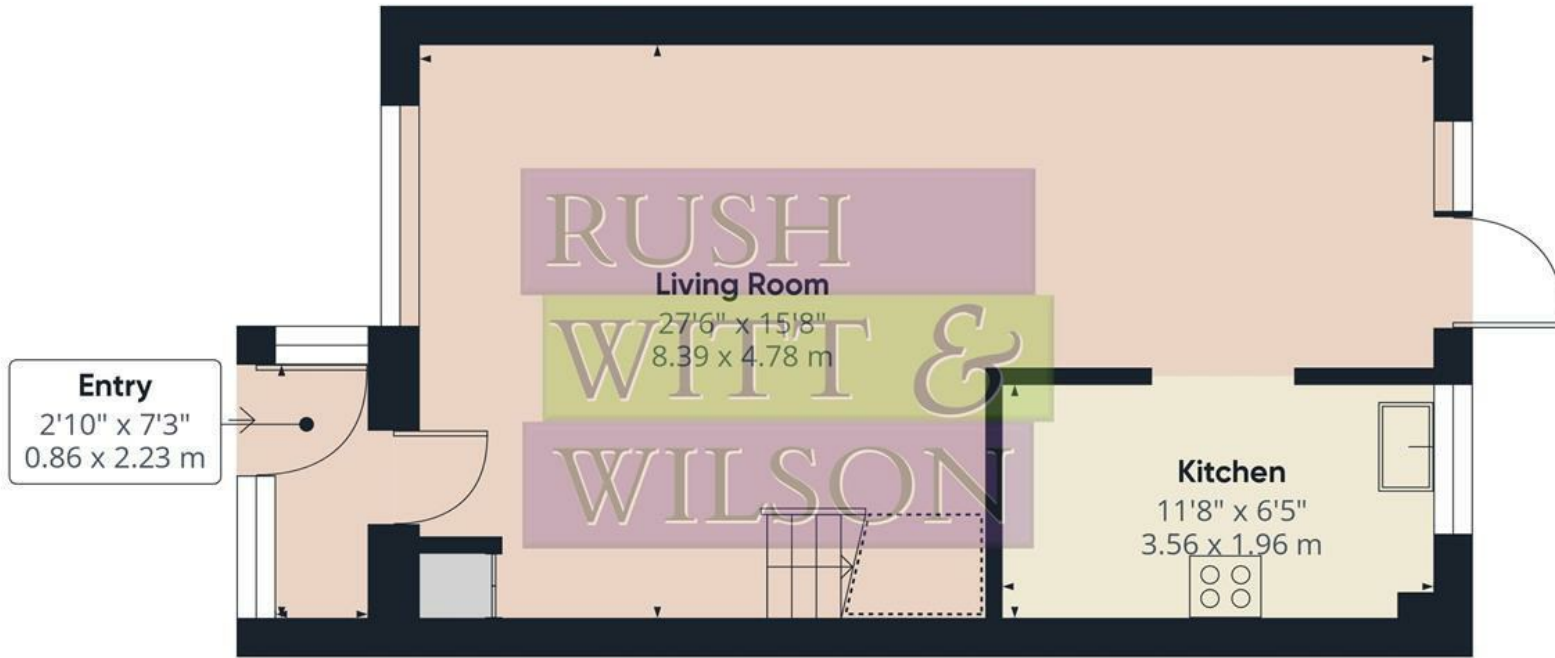 RUSH
Living Room
27'6" x 15'8"
8.39 x 4.78 m
WITT &
WILSON
Entry
2'10" x 7'3"
0.86 x 2.23 m
Kitchen
11'8" x 6'5"
3.56 x 1.96 m